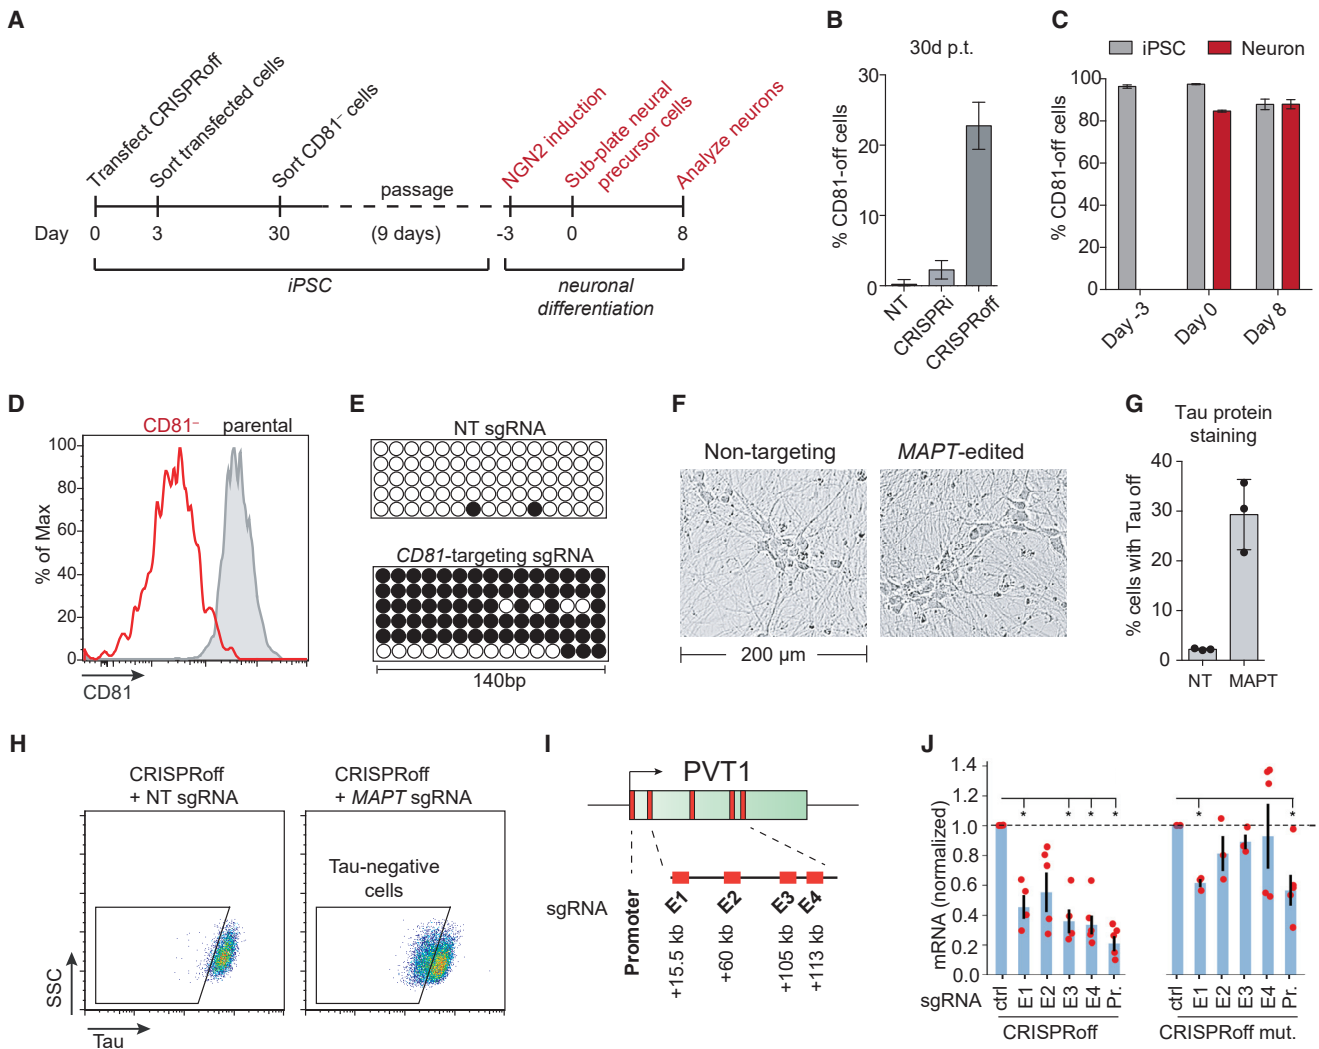 A
Transfect CRISPRoff
Sort transfected cells
Sort CD81⁻ cells
passage
NGN2 induction
Sub-plate neural
precursor cells
Analyze neurons
Day
0
3
30
(9 days)
-3
0
8
iPSC
neuronal
differentiation
B
30d p.t.
% CD81-off cells
30
20
10
0
NT
CRISPRi
CRISPRoff
C
iPSC
Neuron
% CD81-off cells
100
80
60
40
20
0
Day -3
Day 0
Day 8
D
CD81⁻
parental
% of Max
100
80
60
40
20
0
CD81
E
NT sgRNA
CD81-targeting sgRNA
140bp
F
Non-targeting
MAPT-edited
200 µm
G
Tau protein
staining
% cells with Tau off
40
30
20
10
0
NT
MAPT
H
CRISPRoff
+ NT sgRNA
CRISPRoff
+ MAPT sgRNA
Tau-negative
cells
SSC
Tau
I
PVT1
sgRNA
Promoter
E1
E2
E3
E4
+15.5 kb
+60 kb
+105 kb
+113 kb
J
mRNA (normalized)
1.4
1.2
1.0
0.8
0.6
0.4
0.2
0.0
* * * *
* *
sgRNA
ctrl
E1
E2
E3
E4
Pr.
ctrl
E1
E2
E3
E4
Pr.
CRISPRoff
CRISPRoff mut.